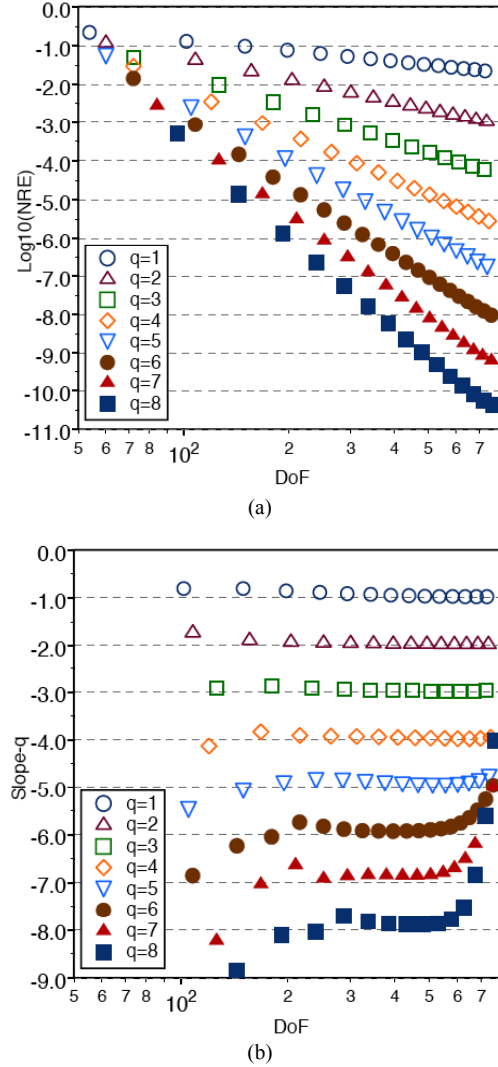 0.0
-1.0
-2.0
-3.0
-4.0
-5.0
-6.0
-7.0
-8.0
-9.0
-10.0
-11.0
Log10(NRE)
q=1
q=2
q=3
q=4
q=5
q=6
q=7
q=8
5 6 7 8 10² 2 3 4 5 6 7
DoF
(a)
0.0
-1.0
-2.0
-3.0
-4.0
-5.0
-6.0
-7.0
-8.0
-9.0
Slope-q
q=1
q=2
q=3
q=4
q=5
q=6
q=7
q=8
5 6 7 8 10² 2 3 4 5 6 7
DoF
(b)